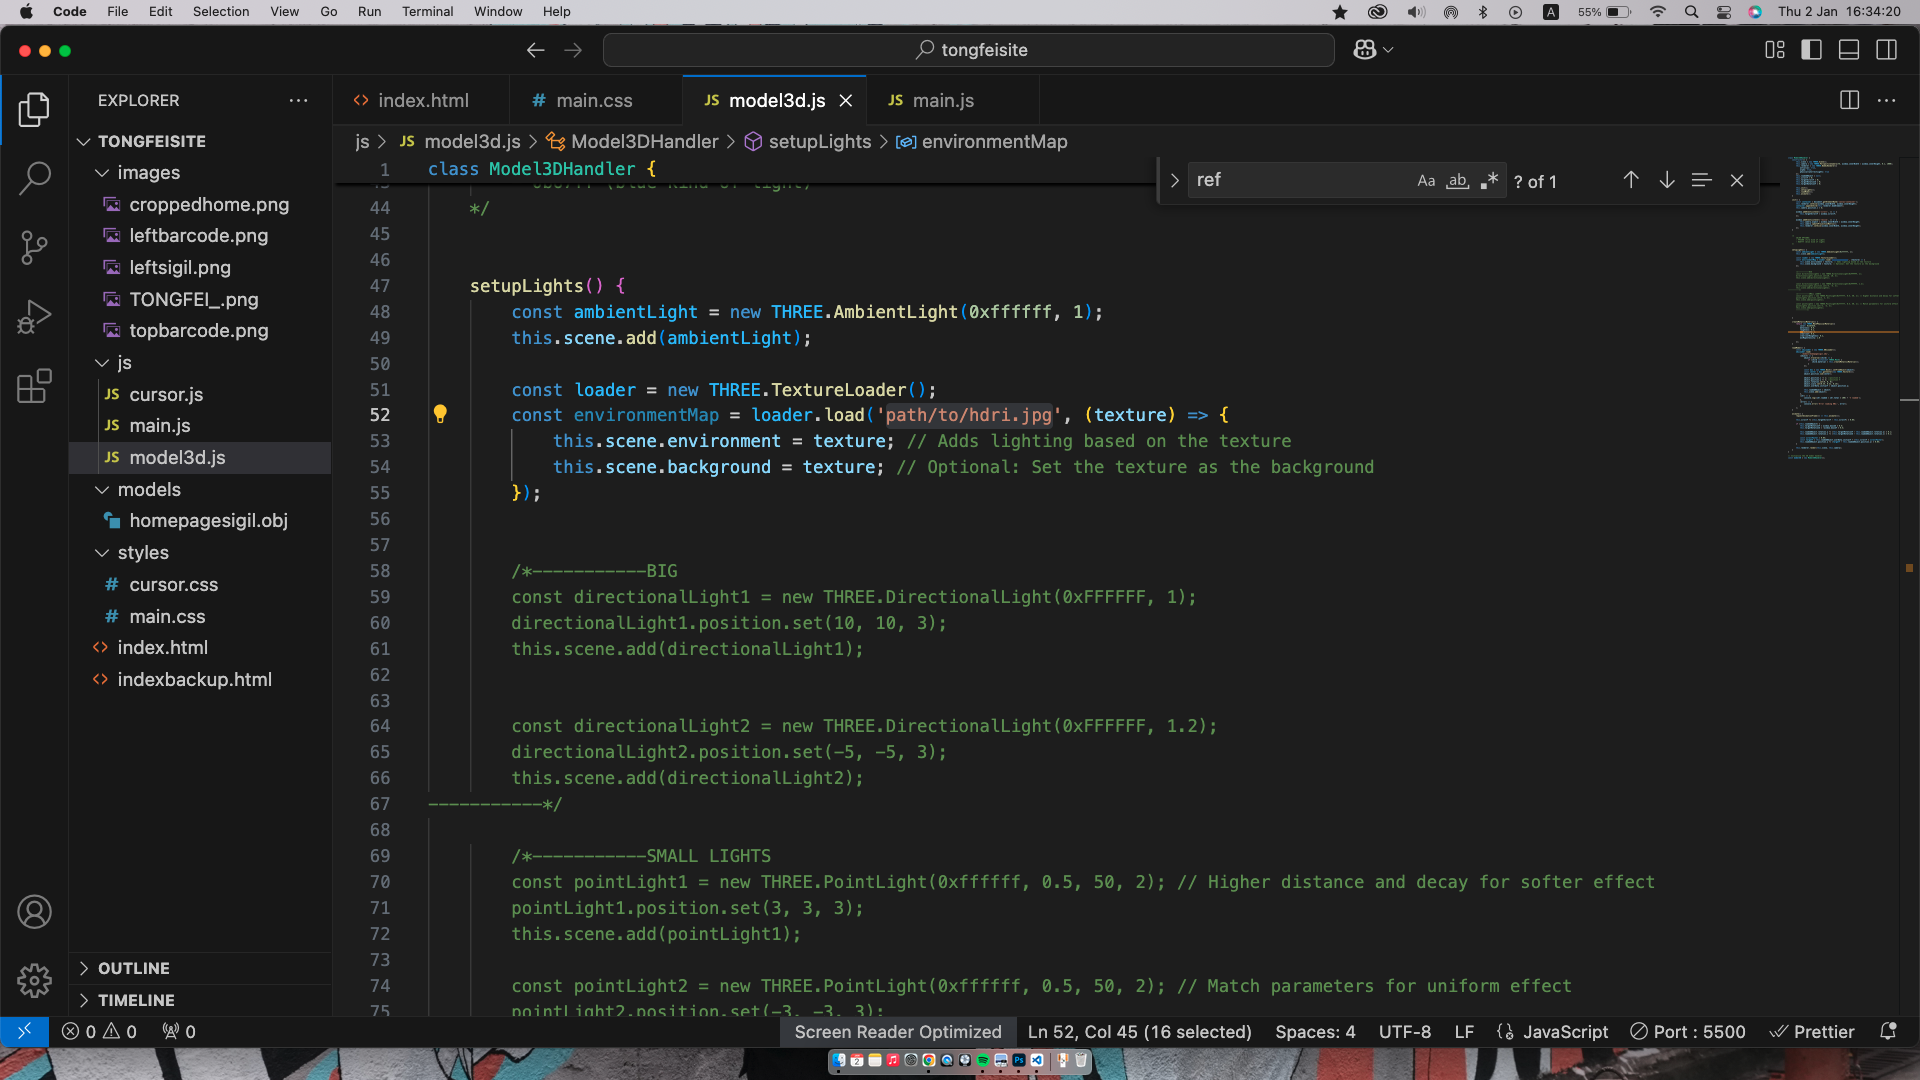 Code File Edit Selection View Go Run Terminal Window Help A 55% Thu 2 Jan 16:34:20
tongfeisite
EXPLORER
index.html
# main.css
JS model3d.js
JS main.js
TONGFEISITE
images
croppedhome.png
leftbarcode.png
leftsigil.png
TONGFEI_.png
topbarcode.png
js
JS cursor.js
JS main.js
JS model3d.js
models
homepagesigil.obj
styles
# cursor.css
# main.css
<> index.html
<> indexbackup.html
OUTLINE
TIMELINE
js > JS model3d.js > Model3DHandler > setupLights > environmentMap
ref Aa ab .* ? of 1
1 class Model3DHandler {
44 */
45
46
47 setupLights() {
48 const ambientLight = new THREE.AmbientLight(0xffffff, 1);
49 this.scene.add(ambientLight);
50
51 const loader = new THREE.TextureLoader();
52 const environmentMap = loader.load('path/to/hdri.jpg', (texture) => {
53 this.scene.environment = texture; // Adds lighting based on the texture
54 this.scene.background = texture; // Optional: Set the texture as the background
55 });
56
57
58 /*-----------BIG
59 const directionalLight1 = new THREE.DirectionalLight(0xFFFFFF, 1);
60 directionalLight1.position.set(10, 10, 3);
61 this.scene.add(directionalLight1);
62
63
64 const directionalLight2 = new THREE.DirectionalLight(0xFFFFFF, 1.2);
65 directionalLight2.position.set(-5, -5, 3);
66 this.scene.add(directionalLight2);
67 -----------*/
68
69 /*-----------SMALL LIGHTS
70 const pointLight1 = new THREE.PointLight(0xffffff, 0.5, 50, 2); // Higher distance and decay for softer effect
71 pointLight1.position.set(3, 3, 3);
72 this.scene.add(pointLight1);
73
74 const pointLight2 = new THREE.PointLight(0xffffff, 0.5, 50, 2); // Match parameters for uniform effect
75 pointLight2.position.set(-3, -3, 3);
0 0 0 Screen Reader Optimized Ln 52, Col 45 (16 selected) Spaces: 4 UTF-8 LF {} JavaScript Port : 5500 Prettier